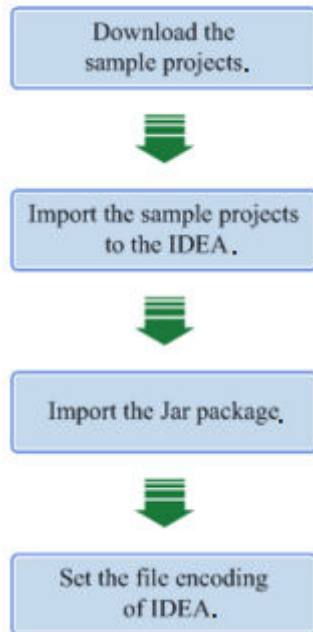 Download the
sample projects.
Import the sample projects
to the IDEA.
Import the Jar package.
Set the file encoding
of IDEA.